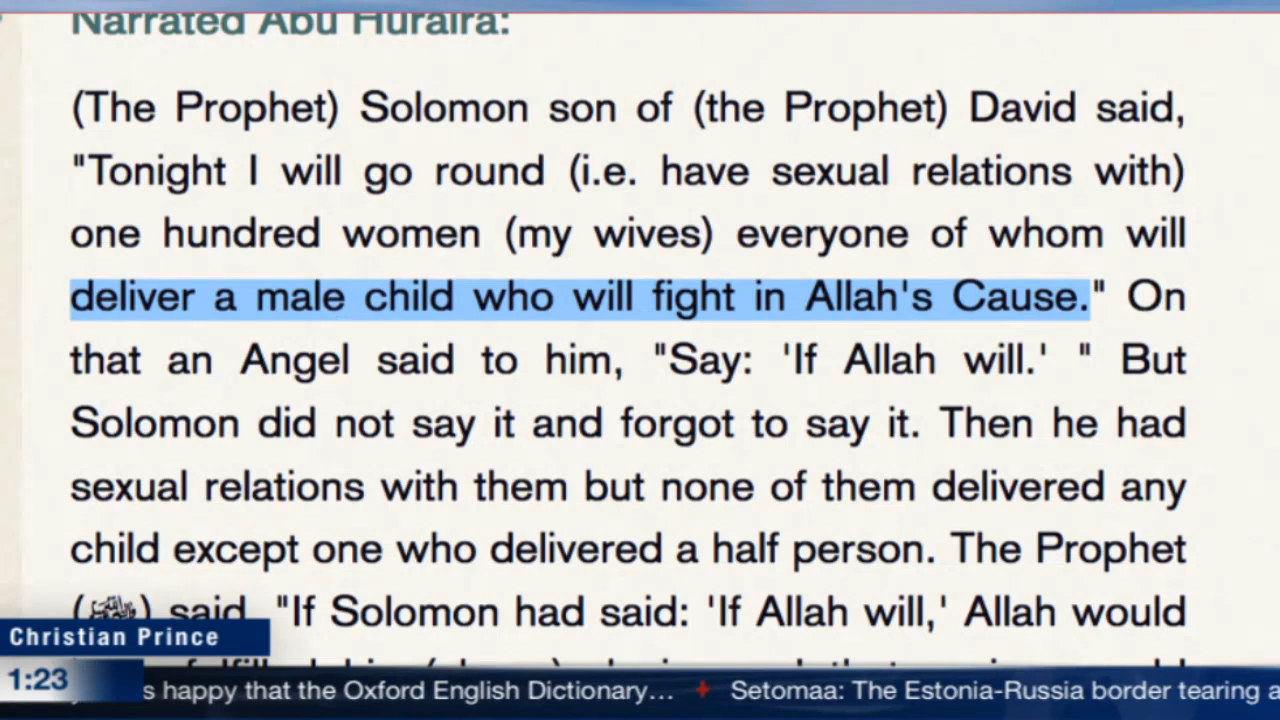 Narrated Abu Huraira:
(The Prophet) Solomon son of (the Prophet) David said,
"Tonight I will go round (i.e. have sexual relations with)
one hundred women (my wives) everyone of whom will
deliver a male child who will fight in Allah's Cause." On
that an Angel said to him, "Say: 'If Allah will.' " But
Solomon did not say it and forgot to say it. Then he had
sexual relations with them but none of them delivered any
child except one who delivered a half person. The Prophet
(ﷺ) said, "If Solomon had said: 'If Allah will,' Allah would
Christian Prince
1:23
s happy that the Oxford English Dictionary... + Setomaa: The Estonia-Russia border tearing a